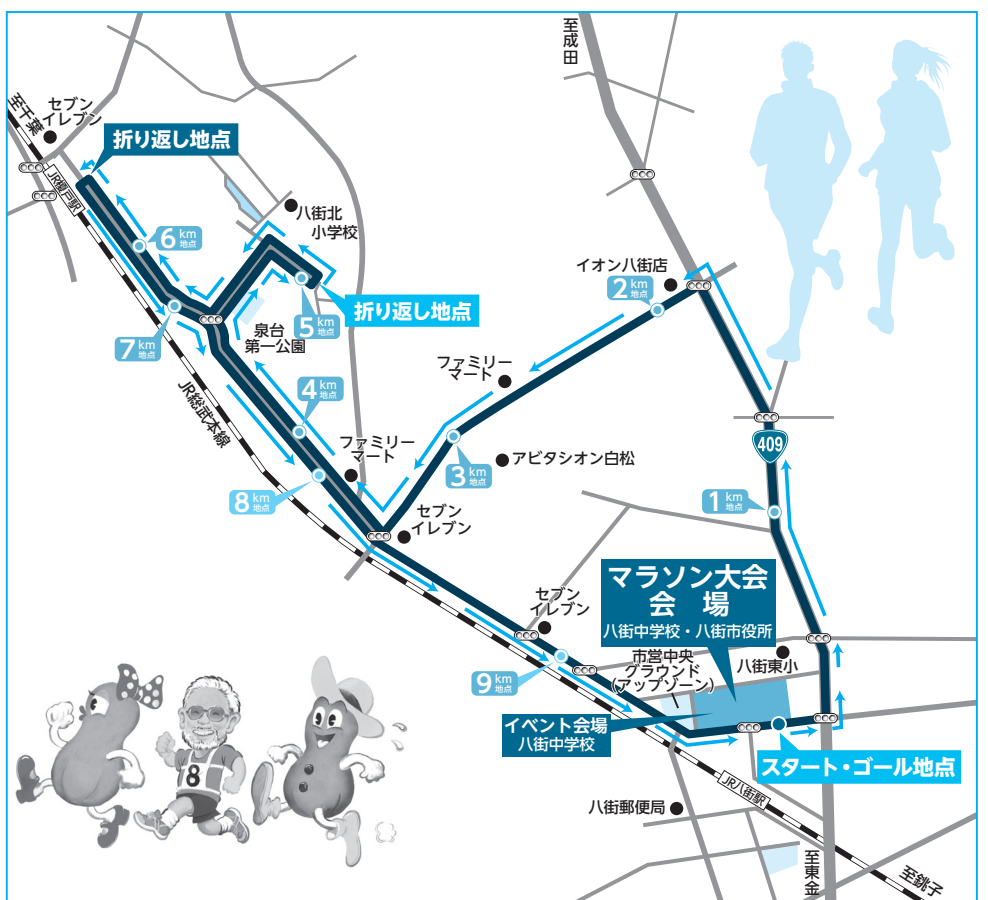 至成田
至千葉
セブン
イレブン
折り返し地点
JR榎戸駅
八街北
小学校
6km
地点
イオン八街店
2km
地点
5km
地点
折り返し地点
泉台
第一公園
7km
地点
ファミリー
マート
4km
地点
JR総武本線
409
ファミリー
マート
3km
地点
アビタシオン白松
8km
地点
1km
地点
セブン
イレブン
マラソン大会
会 場
八街中学校・八街市役所
セブン
イレブン
市営中央
グラウンド
(アップゾーン)
八街東小
9km
地点
イベント会場
八街中学校
スタート・ゴール地点
8
JR八街駅
八街郵便局
至東金
至銚子